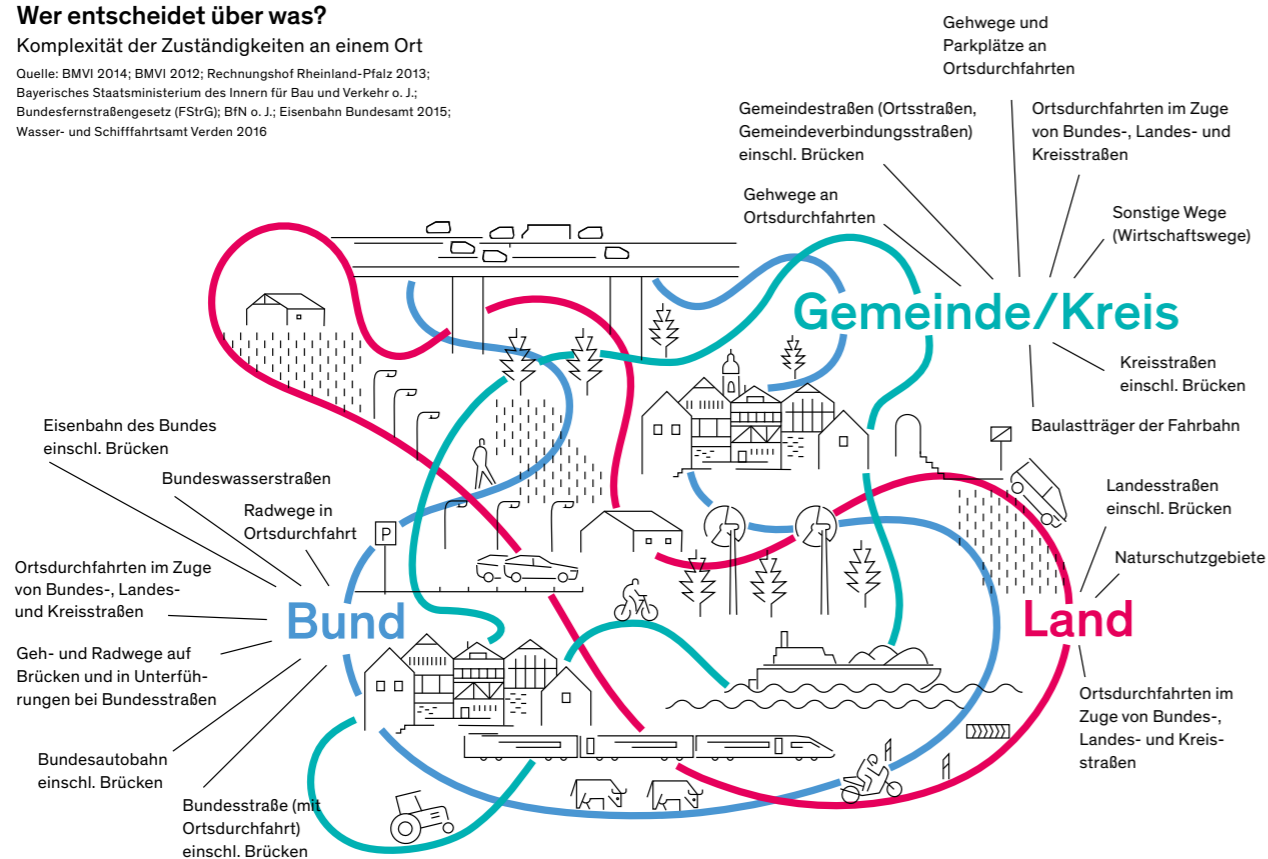 Wer entscheidet über was?
Komplexität der Zuständigkeiten an einem Ort
Quelle: BMVI 2014; BMVI 2012; Rechnungshof Rheinland-Pfalz 2013;
Bayerisches Staatsministerium des Innern für Bau und Verkehr o. J.;
Bundesfernstraßengesetz (FStrG); BfN o. J.; Eisenbahn Bundesamt 2015;
Wasser- und Schifffahrtsamt Verden 2016
Gehwege und
Parkplätze an
Ortsdurchfahrten
Gemeindestraßen (Ortsstraßen,
Gemeindeverbindungsstraßen)
einschl. Brücken
Ortsdurchfahrten im Zuge
von Bundes-, Landes- und
Kreisstraßen
Gehwege an
Ortsdurchfahrten
Sonstige Wege
(Wirtschaftswege)
Gemeinde/Kreis
Kreisstraßen
einschl. Brücken
Baulastträger der Fahrbahn
Eisenbahn des Bundes
einschl. Brücken
Bundeswasserstraßen
Radwege in
Ortsdurchfahrt
P
Ortsdurchfahrten im Zuge
von Bundes-, Landes-
und Kreisstraßen
Bund
Geh- und Radwege auf
Brücken und in Unterfüh-
rungen bei Bundesstraßen
Bundesautobahn
einschl. Brücken
Bundesstraße (mit
Ortsdurchfahrt)
einschl. Brücken
Landesstraßen
einschl. Brücken
Naturschutzgebiete
Land
Ortsdurchfahrten im
Zuge von Bundes-,
Landes- und Kreis-
straßen